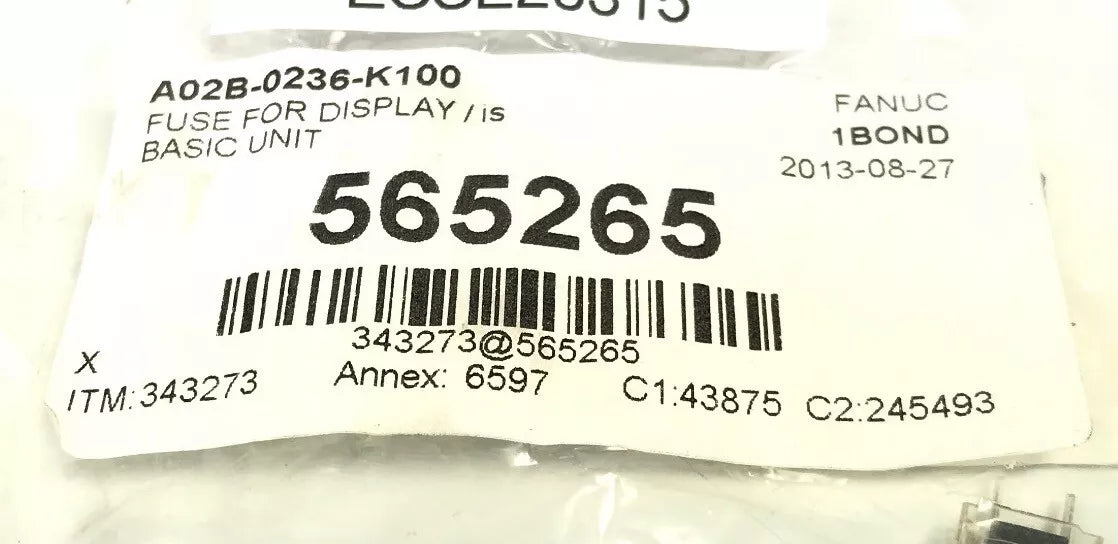 A02B-0236-K100
FUSE FOR DISPLAY / is
BASIC UNIT
FANUC
1BOND
2013-08-27
565265
343273@565265
X
ITM:343273
Annex: 6597
C1:43875
C2:245493